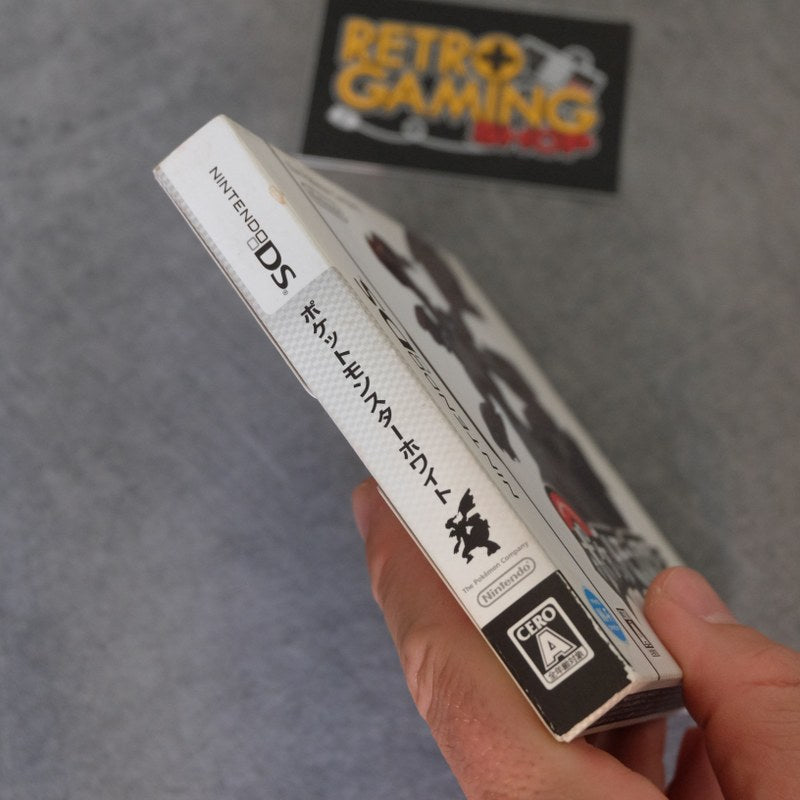 RETRO
GAMING
SHOP
NINTENDO DS
ポケットモンスターホワイト
The Pokémon Company
Nintendo
CERO
A
全年齢対象